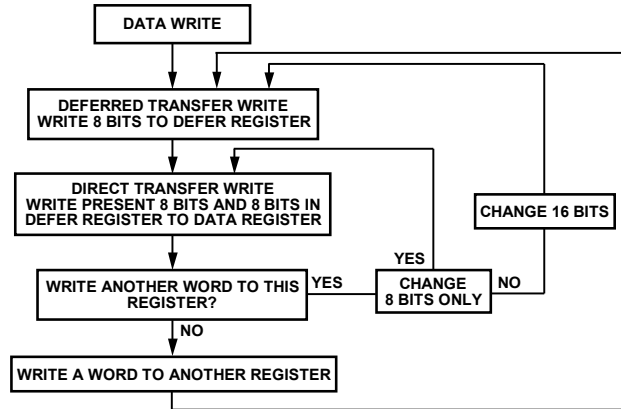 DATA WRITE
DEFERRED TRANSFER WRITE
WRITE 8 BITS TO DEFER REGISTER
DIRECT TRANSFER WRITE
WRITE PRESENT 8 BITS AND 8 BITS IN
DEFER REGISTER TO DATA REGISTER
CHANGE 16 BITS
WRITE ANOTHER WORD TO THIS
REGISTER?
YES
YES
CHANGE
8 BITS ONLY
NO
NO
WRITE A WORD TO ANOTHER REGISTER